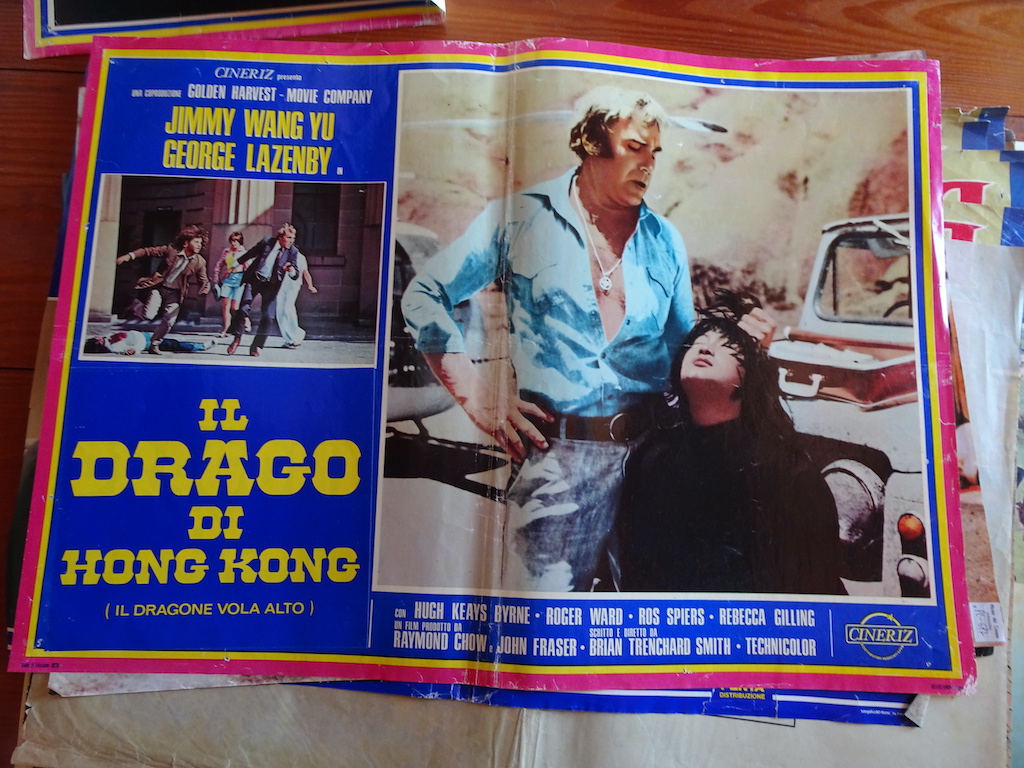 CINERIZ presenta
UNA COPRODUZIONE GOLDEN HARVEST - MOVIE COMPANY
JIMMY WANG YU
GEORGE LAZENBY IN
IL
DRAGO
DI
HONG KONG
( IL DRAGONE VOLA ALTO )
CON HUGH KEAYS BYRNE • ROGER WARD • ROS SPIERS • REBECCA GILLING
UN FILM PRODOTTO DA RAYMOND CHOW E JOHN FRASER • SCRITTO E DIRETTO DA BRIAN TRENCHARD SMITH • TECHNICOLOR
CINERIZ
DISTRIBUZIONE